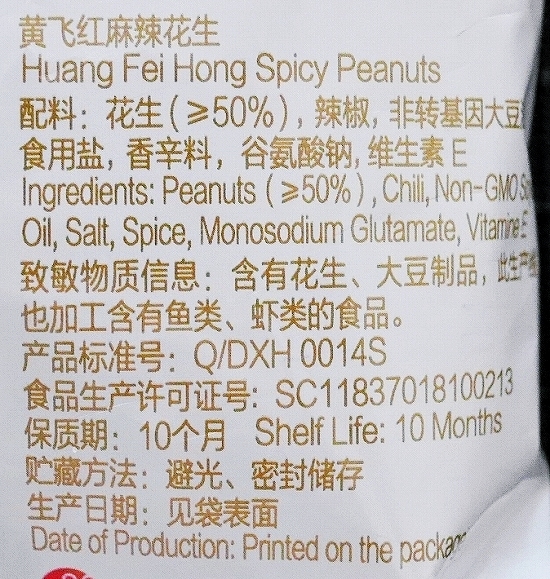 黄飞红麻辣花生
Huang Fei Hong Spicy Peanuts
配料：花生(≥50%)，辣椒，非转基因大豆
食用盐，香辛料，谷氨酸钠，维生素 E
Ingredients: Peanuts (≥50%), Chili, Non-GMO
Oil, Salt, Spice, Monosodium Glutamate, Vitamine E
致敏物质信息：含有花生、大豆制品，此生产
也加工含有鱼类、虾类的食品。
产品标准号：Q/DXH 0014S
食品生产许可证号：SC11837018100213
保质期：10个月 Shelf Life: 10 Months
贮藏方法：避光、密封储存
生产日期：见袋表面
Date of Production: Printed on the